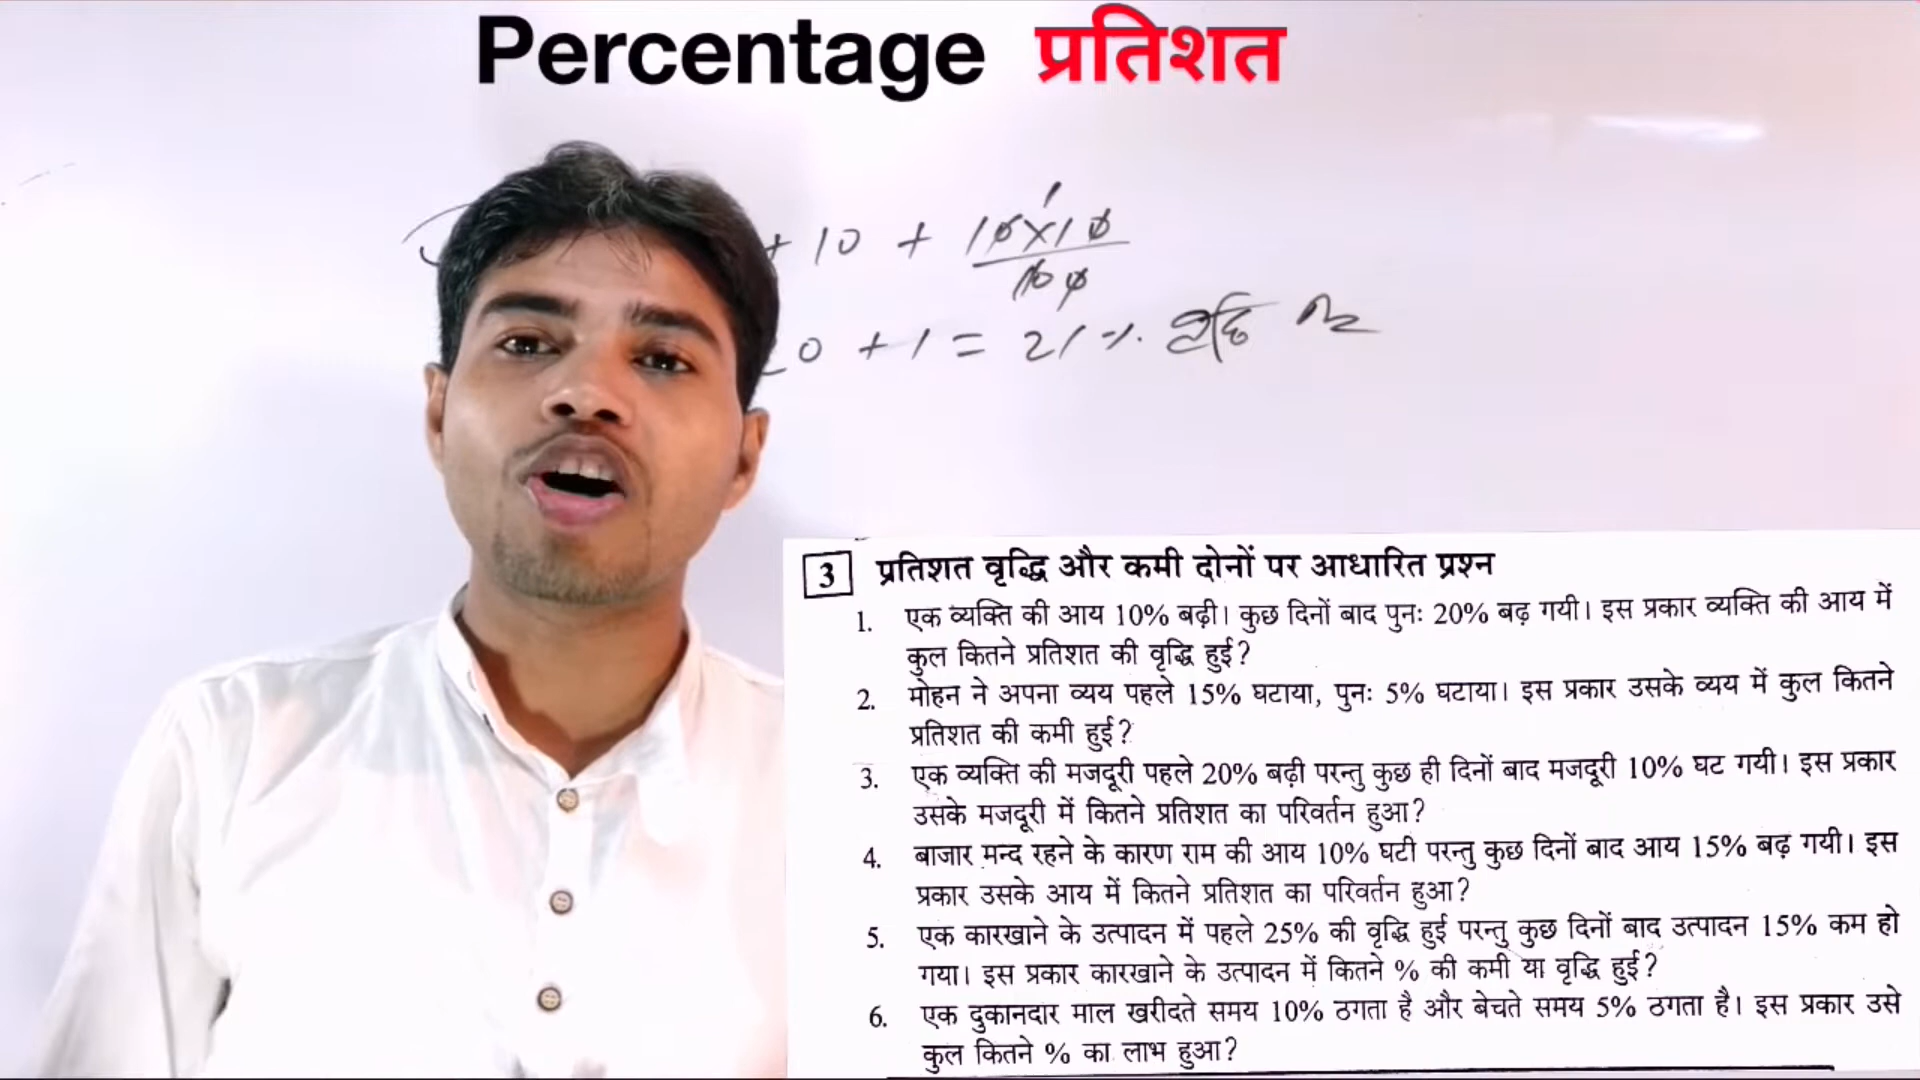 Percentage प्रतिशत
+ 10 + 10×10
100
20 + 1 = 21%. वृद्धि
3 प्रतिशत वृद्धि और कमी दोनों पर आधारित प्रश्न
1. एक व्यक्ति की आय 10% बढ़ी। कुछ दिनों बाद पुनः 20% बढ़ गयी। इस प्रकार व्यक्ति की आय में
कुल कितने प्रतिशत की वृद्धि हुई?
2. मोहन ने अपना व्यय पहले 15% घटाया, पुनः 5% घटाया। इस प्रकार उसके व्यय में कुल कितने
प्रतिशत की कमी हुई?
3. एक व्यक्ति की मजदूरी पहले 20% बढ़ी परन्तु कुछ ही दिनों बाद मजदूरी 10% घट गयी। इस प्रकार
उसके मजदूरी में कितने प्रतिशत का परिवर्तन हुआ?
4. बाजार मन्द रहने के कारण राम की आय 10% घटी परन्तु कुछ दिनों बाद आय 15% बढ़ गयी। इस
प्रकार उसके आय में कितने प्रतिशत का परिवर्तन हुआ?
5. एक कारखाने के उत्पादन में पहले 25% की वृद्धि हुई परन्तु कुछ दिनों बाद उत्पादन 15% कम हो
गया। इस प्रकार कारखाने के उत्पादन में कितने % की कमी या वृद्धि हुई?
6. एक दुकानदार माल खरीदते समय 10% ठगता है और बेचते समय 5% ठगता है। इस प्रकार उसे
कुल कितने % का लाभ हुआ?